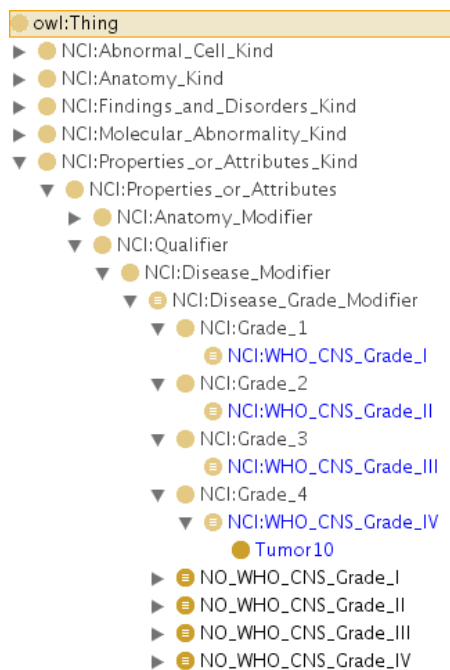 owl:Thing
NCI:Abnormal_Cell_Kind
NCI:Anatomy_Kind
NCI:Findings_and_Disorders_Kind
NCI:Molecular_Abnormality_Kind
NCI:Properties_or_Attributes_Kind
NCI:Properties_or_Attributes
NCI:Anatomy_Modifier
NCI:Qualifier
NCI:Disease_Modifier
NCI:Disease_Grade_Modifier
NCI:Grade_1
NCI:WHO_CNS_Grade_I
NCI:Grade_2
NCI:WHO_CNS_Grade_II
NCI:Grade_3
NCI:WHO_CNS_Grade_III
NCI:Grade_4
NCI:WHO_CNS_Grade_IV
Tumor10
NO_WHO_CNS_Grade_I
NO_WHO_CNS_Grade_II
NO_WHO_CNS_Grade_III
NO_WHO_CNS_Grade_IV